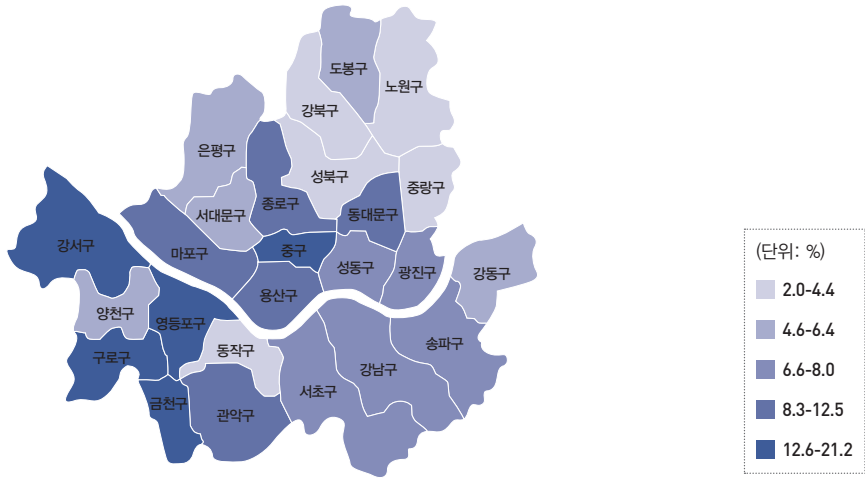 도봉구
노원구
강북구
은평구
성북구
중랑구
서대문구
종로구
동대문구
강서구
마포구
중구
성동구
광진구
강동구
용산구
양천구
영등포구
구로구
동작구
송파구
강남구
서초구
금천구
관악구
(단위: %)
2.0-4.4
4.6-6.4
6.6-8.0
8.3-12.5
12.6-21.2